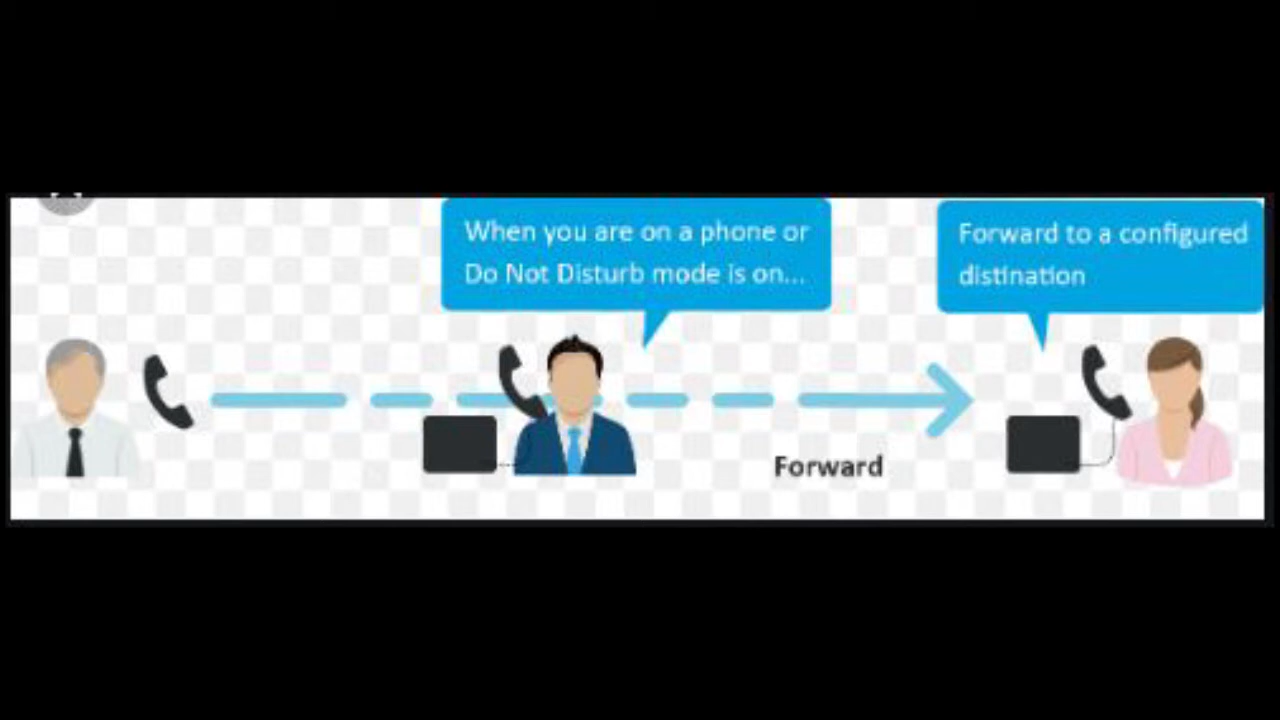 When you are on a phone or
Do Not Disturb mode is on...
Forward to a configured
distination
Forward